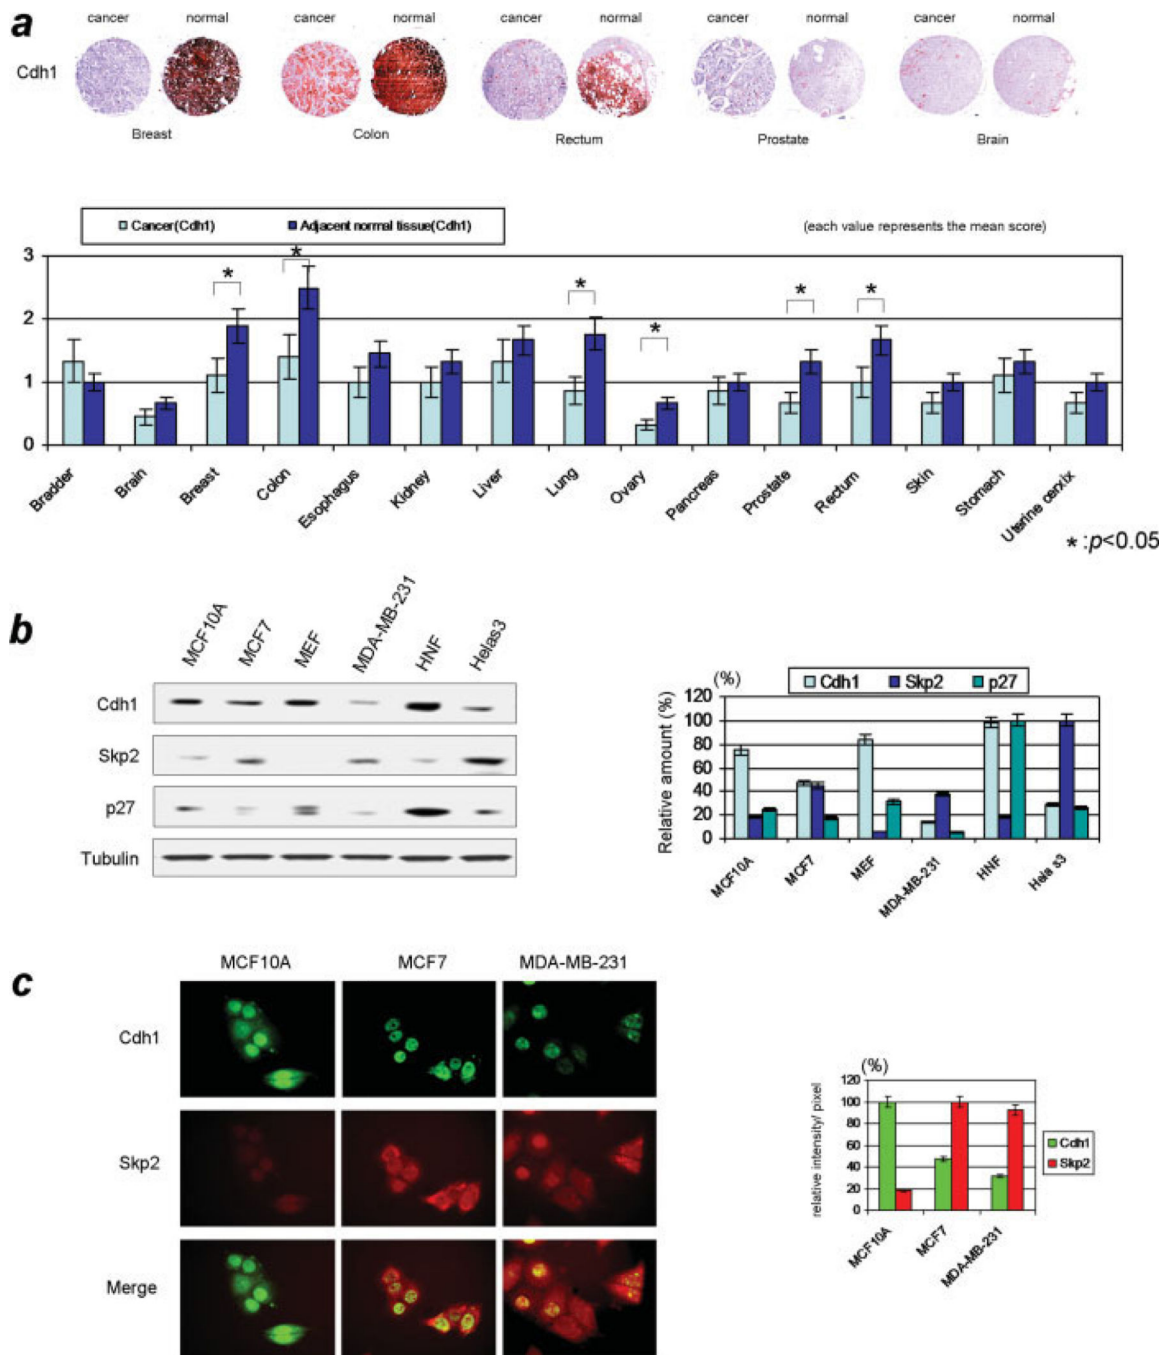 a
cancer normal cancer normal cancer normal cancer normal cancer normal
Cdh1
Breast Colon Rectum Prostate Brain
Cancer(Cdh1) Adjacent normal tissue(Cdh1)
(each value represents the mean score)
3
2
1
0
* * * * * *
Bradder Brain Breast Colon Esophagus Kidney Liver Lung Ovary Pancreas Prostate Rectum Skin Stomach Uterine cerxix
* :p<0.05
b
MCF10A MCF7 MEF MDA-MB-231 HNF Helas3
Cdh1
Skp2
p27
Tubulin
(%)
Cdh1 Skp2 p27
Relative amount (%)
120
100
80
60
40
20
0
MCF10A MCF7 MEF MDA-MB-231 HNF Hela s3
c
MCF10A MCF7 MDA-MB-231
Cdh1
Skp2
Merge
(%)
relative intensity/ pixel
120
100
80
60
40
20
0
Cdh1
Skp2
MCF10A MCF7 MDA-MB-231